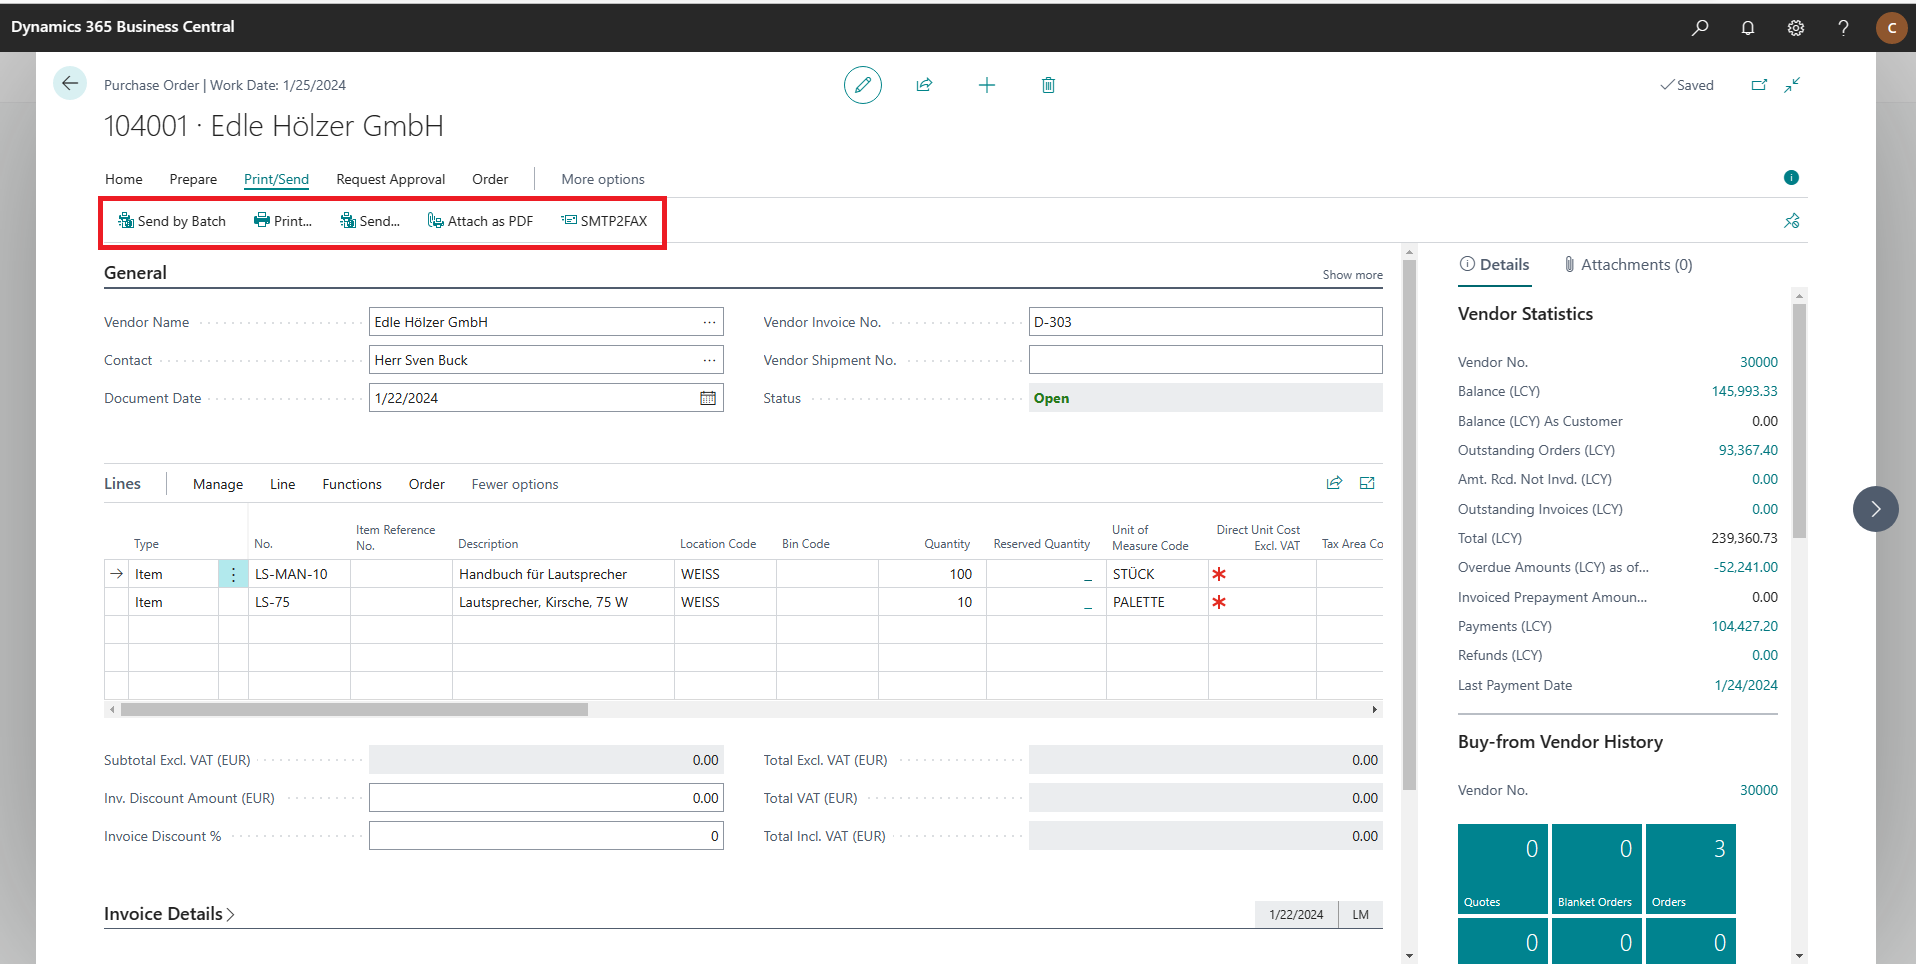 Dynamics 365 Business Central
C
Purchase Order | Work Date: 1/25/2024
Saved
104001 · Edle Hölzer GmbH
Home Prepare Print/Send Request Approval Order More options
Send by Batch Print... Send... Attach as PDF SMTP2FAX
General
Show more
Vendor Name Edle Hölzer GmbH
Vendor Invoice No. D-303
Contact Herr Sven Buck
Vendor Shipment No.
Document Date 1/22/2024
Status Open
Lines Manage Line Functions Order Fewer options
Type No. Item Reference No. Description Location Code Bin Code Quantity Reserved Quantity Unit of Measure Code Direct Unit Cost Excl. VAT Tax Area Co
Item LS-MAN-10 Handbuch für Lautsprecher WEISS 100 _ STÜCK *
Item LS-75 Lautsprecher, Kirsche, 75 W WEISS 10 _ PALETTE *
Subtotal Excl. VAT (EUR) 0.00
Total Excl. VAT (EUR) 0.00
Inv. Discount Amount (EUR) 0.00
Total VAT (EUR) 0.00
Invoice Discount % 0
Total Incl. VAT (EUR) 0.00
Invoice Details
1/22/2024 LM
Details Attachments (0)
Vendor Statistics
Vendor No. 30000
Balance (LCY) 145,993.33
Balance (LCY) As Customer 0.00
Outstanding Orders (LCY) 93,367.40
Amt. Rcd. Not Invd. (LCY) 0.00
Outstanding Invoices (LCY) 0.00
Total (LCY) 239,360.73
Overdue Amounts (LCY) as of... -52,241.00
Invoiced Prepayment Amoun... 0.00
Payments (LCY) 104,427.20
Refunds (LCY) 0.00
Last Payment Date 1/24/2024
Buy-from Vendor History
Vendor No. 30000
0 0 3
Quotes Blanket Orders Orders
0 0 0